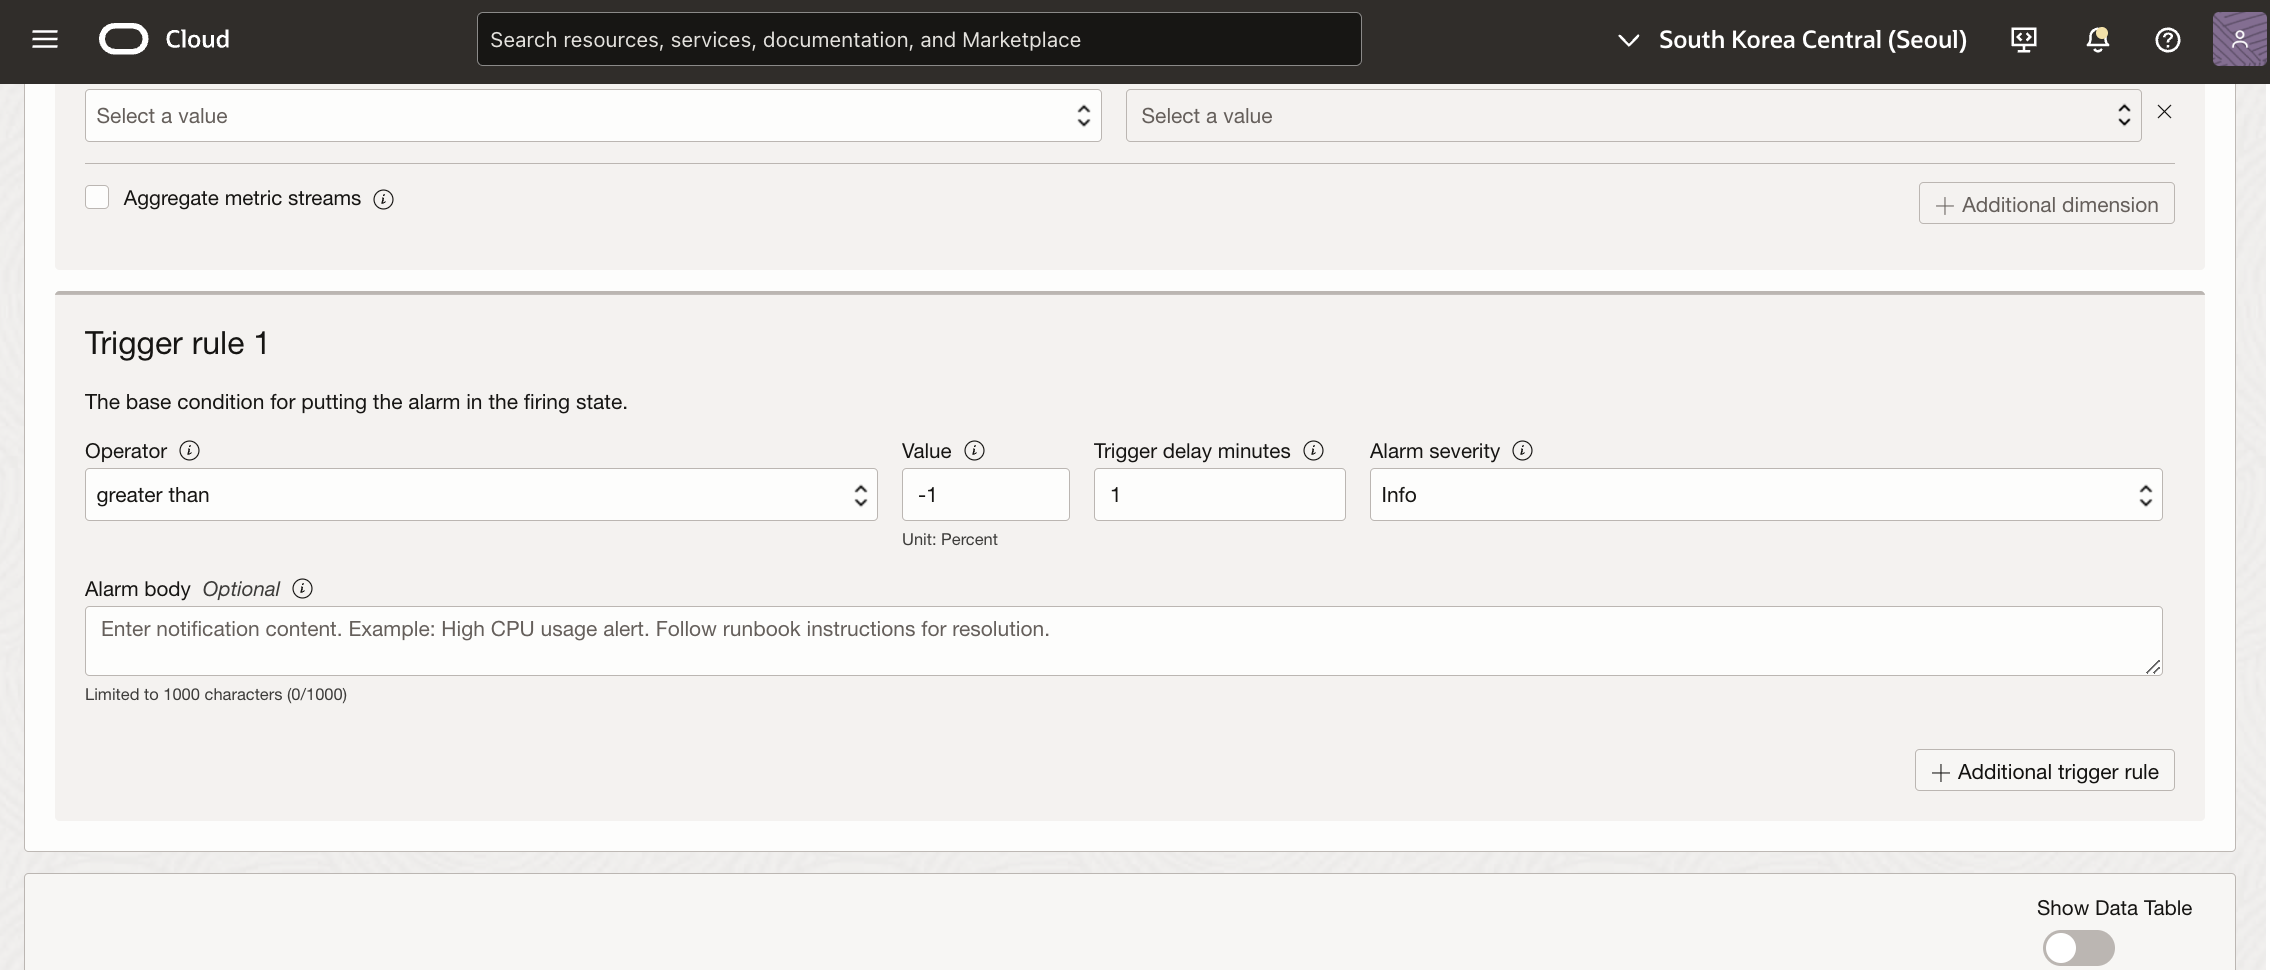 Cloud
Search resources, services, documentation, and Marketplace
South Korea Central (Seoul)
Select a value
Select a value
Aggregate metric streams
Additional dimension
Trigger rule 1
The base condition for putting the alarm in the firing state.
Operator
Value
Trigger delay minutes
Alarm severity
greater than
-1
1
Info
Unit: Percent
Alarm body Optional
Enter notification content. Example: High CPU usage alert. Follow runbook instructions for resolution.
Limited to 1000 characters (0/1000)
Additional trigger rule
Show Data Table